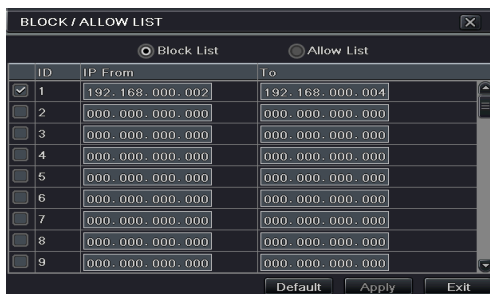 BLOCK / ALLOW LIST
Block List Allow List
ID IP From To
1 192. 168. 000. 002 192. 168. 000. 004
2 000. 000. 000. 000 000. 000. 000. 000
3 000. 000. 000. 000 000. 000. 000. 000
4 000. 000. 000. 000 000. 000. 000. 000
5 000. 000. 000. 000 000. 000. 000. 000
6 000. 000. 000. 000 000. 000. 000. 000
7 000. 000. 000. 000 000. 000. 000. 000
8 000. 000. 000. 000 000. 000. 000. 000
9 000. 000. 000. 000 000. 000. 000. 000
Default Apply Exit